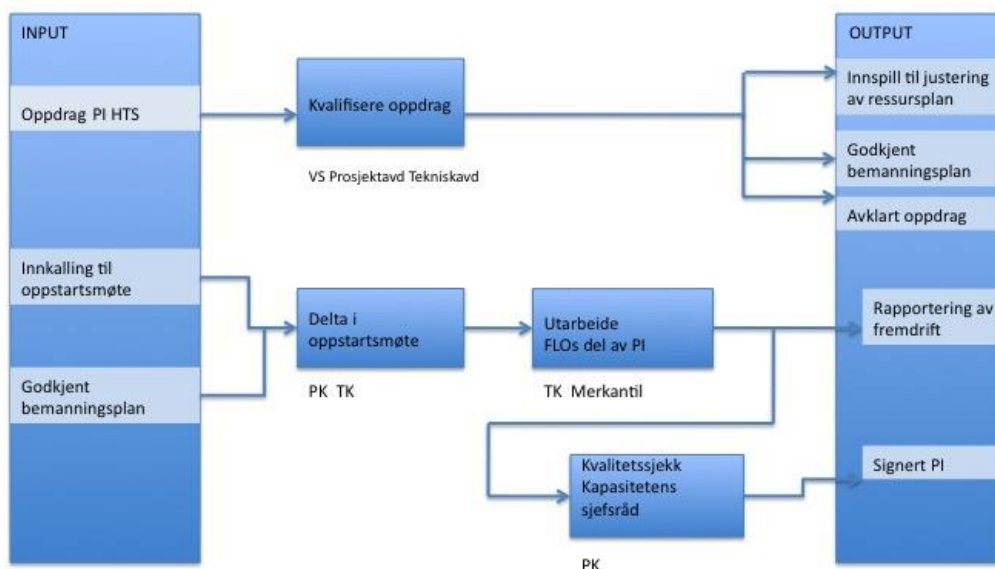 INPUT
Oppdrag PI HTS
Innkalling til
oppstartsmøte
Godkjent
bemanningsplan
Kvalifisere oppdrag
VS Prosjektavd Tekniskavd
Delta i
oppstartsmøte
PK TK
Utarbeide
FLOs del av PI
TK Merkantil
Kvalitetssjekk
Kapasitetens
sjefsråd
PK
OUTPUT
Innspill til justering
av ressursplan
Godkjent
bemanningsplan
Avklart oppdrag
Rapportering av
fremdrift
Signert PI